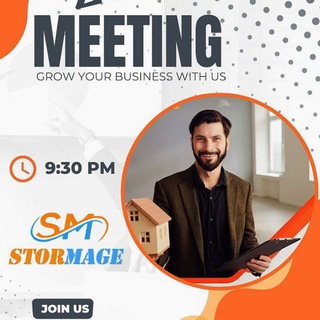 MEETING
GROW YOUR BUSINESS WITH US
9:30 PM
SM
STORMAGE
JOIN US